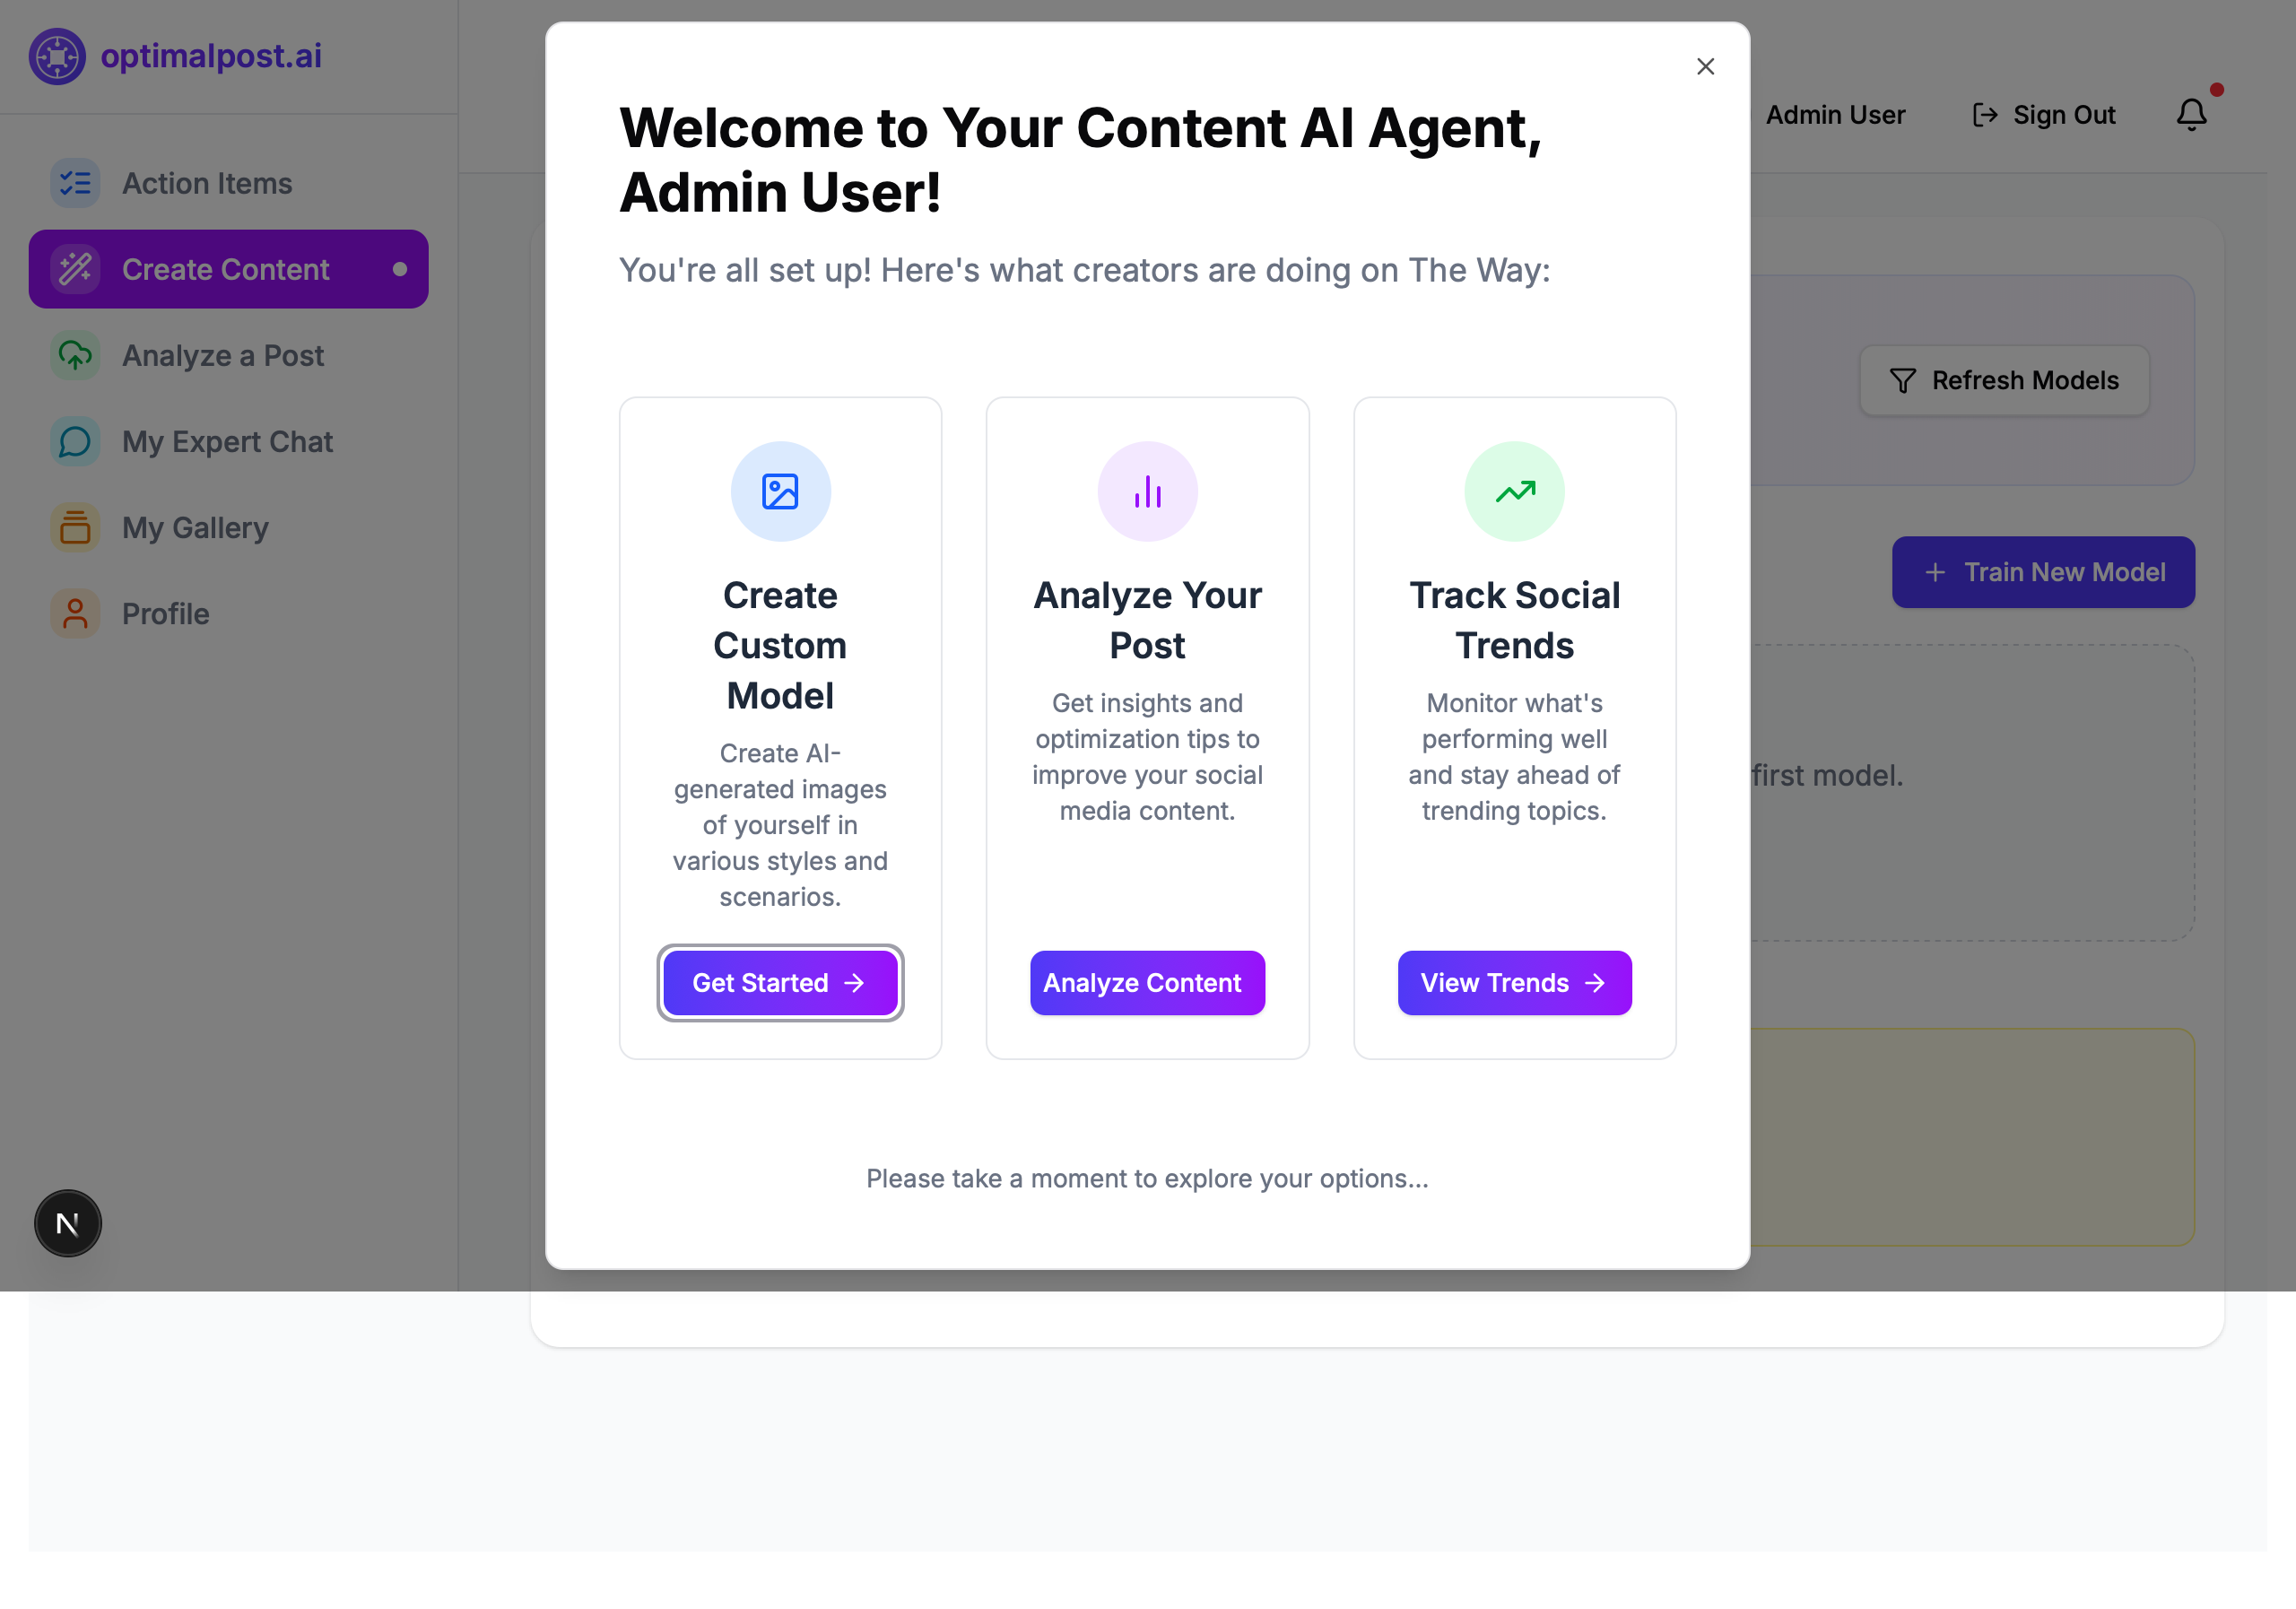 optimalpost.ai
Action Items
Create Content
Analyze a Post
My Expert Chat
My Gallery
Profile
N
Admin User
Sign Out
Refresh Models
Train New Model
first model.
Welcome to Your Content AI Agent,
Admin User!
You're all set up! Here's what creators are doing on The Way:
Create
Custom
Model
Create AI-
generated images
of yourself in
various styles and
scenarios.
Get Started
Analyze Your
Post
Get insights and
optimization tips to
improve your social
media content.
Analyze Content
Track Social
Trends
Monitor what's
performing well
and stay ahead of
trending topics.
View Trends
Please take a moment to explore your options...